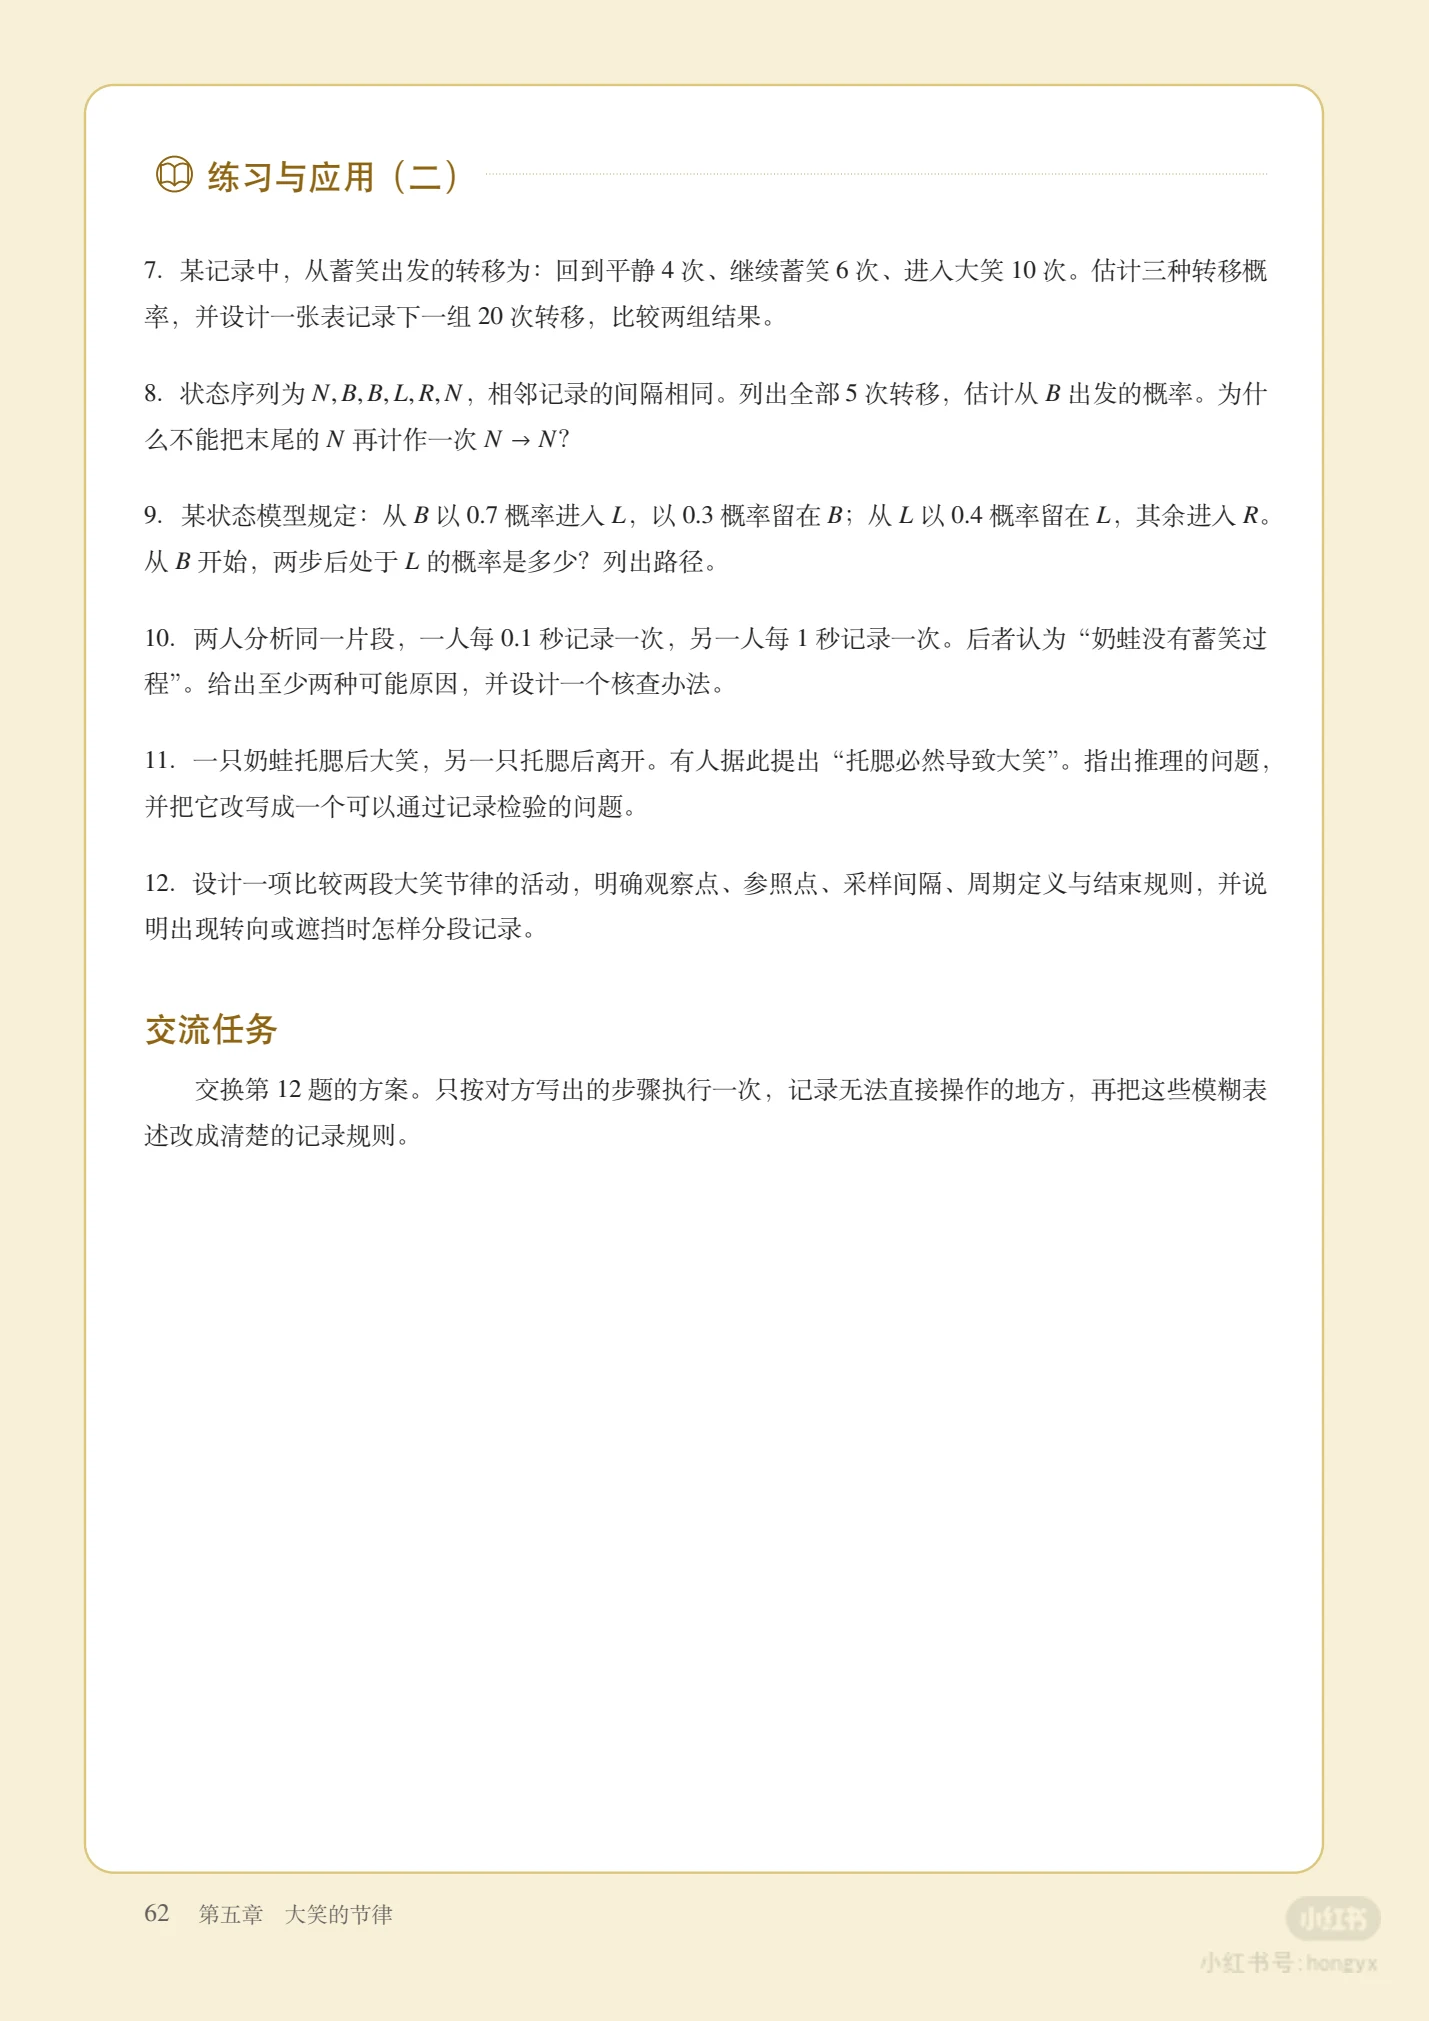 练习与应用（二）
7. 某记录中，从蓄笑出发的转移为：回到平静 4 次、继续蓄笑 6 次、进入大笑 10 次。估计三种转移概
率，并设计一张表记录下一组 20 次转移，比较两组结果。
8. 状态序列为 N, B, B, L, R, N，相邻记录的间隔相同。列出全部 5 次转移，估计从 B 出发的概率。为什
么不能把末尾的 N 再计作一次 N → N？
9. 某状态模型规定：从 B 以 0.7 概率进入 L，以 0.3 概率留在 B；从 L 以 0.4 概率留在 L，其余进入 R。
从 B 开始，两步后处于 L 的概率是多少？列出路径。
10. 两人分析同一片段，一人每 0.1 秒记录一次，另一人每 1 秒记录一次。后者认为“奶蛙没有蓄笑过
程”。给出至少两种可能原因，并设计一个核查办法。
11. 一只奶蛙托腮后大笑，另一只托腮后离开。有人据此提出“托腮必然导致大笑”。指出推理的问题，
并把它改写成一个可以通过记录检验的问题。
12. 设计一项比较两段大笑节律的活动，明确观察点、参照点、采样间隔、周期定义与结束规则，并说
明出现转向或遮挡时怎样分段记录。
交流任务
交换第 12 题的方案。只按对方写出的步骤执行一次，记录无法直接操作的地方，再把这些模糊表
述改成清楚的记录规则。
62 第五章 大笑的节律
小红书
小红书号:hongyx